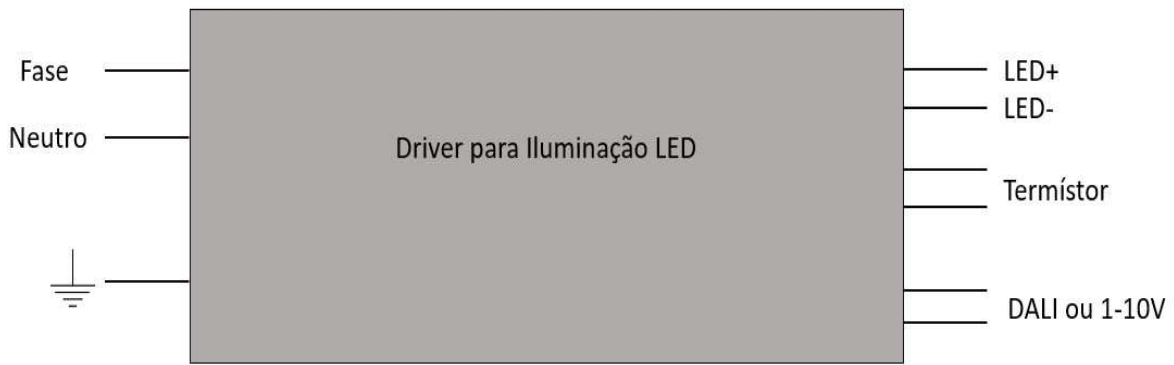 Fase
Neutro
Driver para Iluminação LED
LED+
LED-
Termístor
DALI ou 1-10V